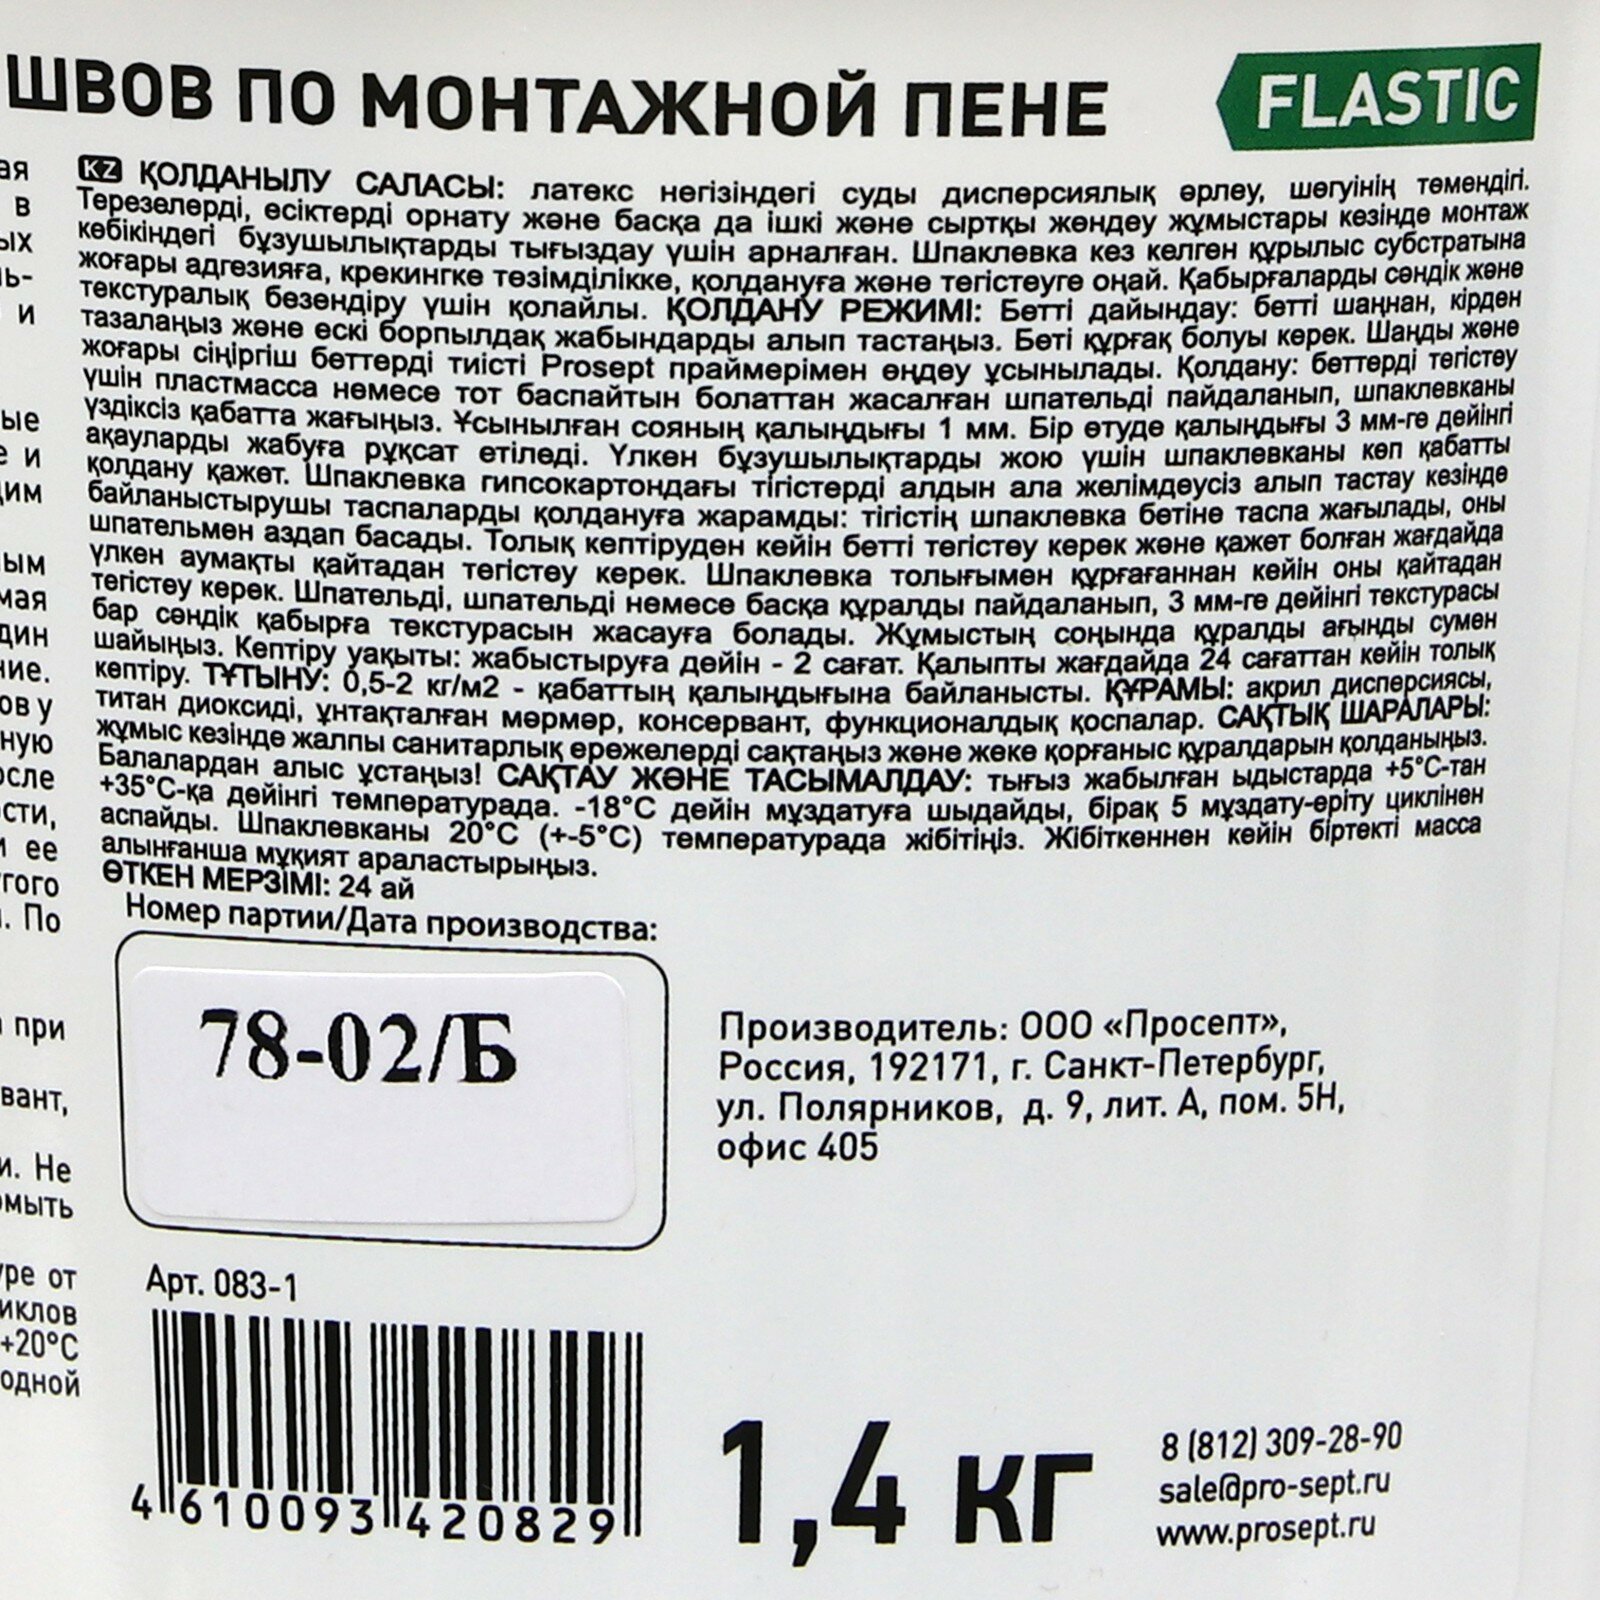 ШВОВ ПО МОНТАЖНОЙ ПЕНЕ
FLASTIC
KZ ҚОЛДАНЫЛУ САЛАСЫ: латекс негізіндегі суды дисперсиялық әрлеу, шөгуінің төмендігі.
Терезелерді, есіктерді орнату және басқа да ішкі және сыртқы жөндеу жұмыстары кезінде монтаж
көбікіндегі бұзушылықтарды тығыздау үшін арналған. Шпаклевка кез келген құрылыс субстратына
жоғары адгезияға, крекингке төзімділікке, қолдануға және тегістеуге оңай. Қабырғаларды сәндік және
текстуралық безендіру үшін қолайлы. ҚОЛДАНУ РЕЖИМІ: Бетті дайындау: бетті шаңнан, кірден
тазалаңыз және ескі борпылдақ жабындарды алып тастаңыз. Беті құрғақ болуы керек. Шаңды және
жоғары сіңіргіш беттерді тиісті Prosept праймерімен өңдеу ұсынылады. Қолдану: беттерді тегістеу
үшін пластмасса немесе тот баспайтын болаттан жасалған шпательді пайдаланып, шпаклевканы
үздіксіз қабатта жағыңыз. Ұсынылған сояның қалыңдығы 1 мм. Бір өтуде қалыңдығы 3 мм-ге дейінгі
ақауларды жабуға рұқсат етіледі. Үлкен бұзушылықтарды жою үшін шпаклевканы көп қабатты
қолдану қажет. Шпаклевка гипсокартондағы тігістерді алдын ала желімдеусіз алып тастау кезінде
байланыстырушы таспаларды қолдануға жарамды: тігістің шпаклевка бетіне таспа жағылады, оны
шпательмен аздап басады. Толық кептіруден кейін бетті тегістеу керек және қажет болған жағдайда
үлкен аумақты қайтадан тегістеу керек. Шпаклевка толығымен құрғағаннан кейін оны қайтадан
тегістеу керек. Шпательді, шпательді немесе басқа құралды пайдаланып, 3 мм-ге дейінгі текстурасы
бар сәндік қабырға текстурасын жасауға болады. Жұмыстың соңында құралды ағынды сумен
шайыңыз. Кептіру уақыты: жабыстыруға дейін - 2 сағат. Қалыпты жағдайда 24 сағаттан кейін толық
кептіру. ТҰТЫНУ: 0,5-2 кг/м2 - қабаттың қалыңдығына байланысты. ҚҰРАМЫ: акрил дисперсиясы,
титан диоксиді, ұнтақталған мәрмәр, консервант, функционалдық қоспалар. САҚТЫҚ ШАРАЛАРЫ:
жұмыс кезінде жалпы санитарлық ережелерді сақтаңыз және жеке қорғаныс құралдарын қолданыңыз.
Балалардан алыс ұстаңыз! САҚТАУ ЖӘНЕ ТАСЫМАЛДАУ: тығыз жабылған ыдыстарда +5°С-тан
+35°С-қа дейінгі температурада. -18°С дейін мұздатуға шыдайды, бірақ 5 мұздату-еріту циклінен
аспайды. Шпаклевканы 20°С (+-5°С) температурада жібітіңіз. Жібіткеннен кейін біртекті масса
алынғанша мұқият араластырыңыз.
ӨТКЕН МЕРЗІМІ: 24 ай
Номер партии/Дата производства:
78-02/Б
Производитель: ООО «Просепт»,
Россия, 192171, г. Санкт-Петербург,
ул. Полярников, д. 9, лит. А, пом. 5Н,
офис 405
Арт. 083-1
4 610093 420829
1,4 кг
8 (812) 309-28-90
sale@pro-sept.ru
www.prosept.ru